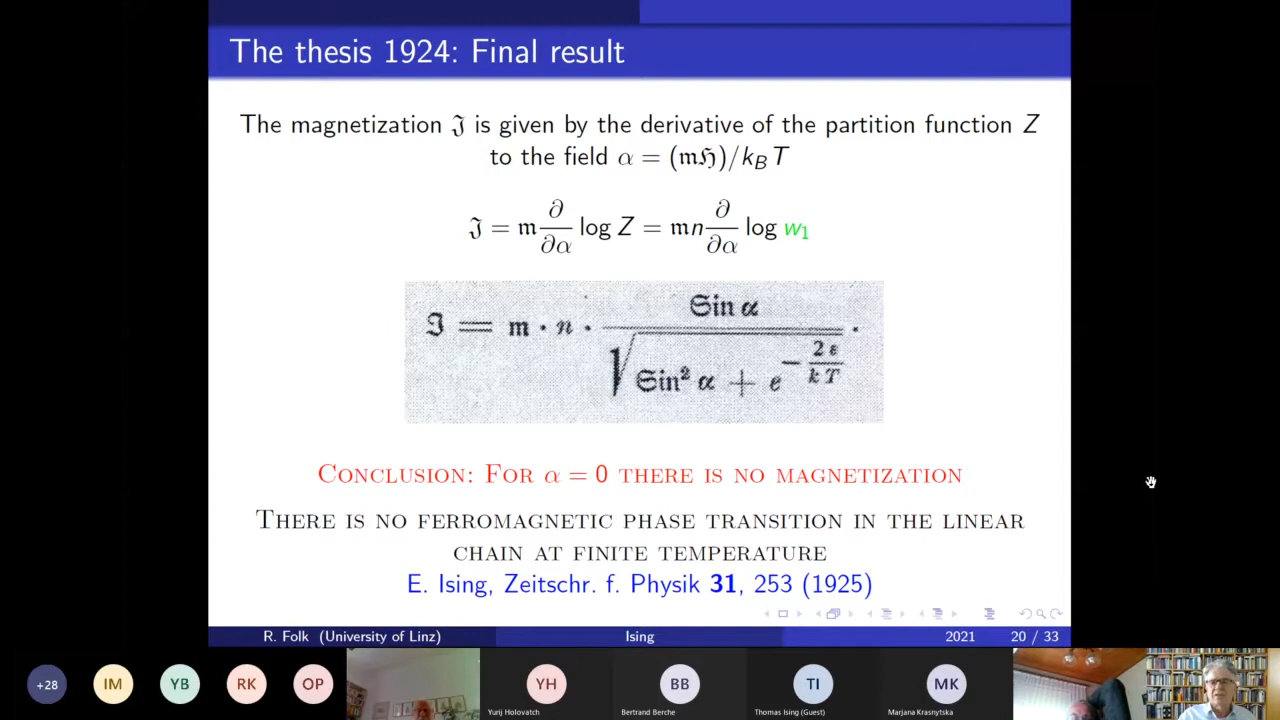 The thesis 1924: Final result
The magnetization 𝔍 is given by the derivative of the partition function Z
to the field α = (𝔪ℌ)/k_B T
𝔍 = 𝔪 ∂/∂α log Z = 𝔪n ∂/∂α log w₁
𝔍 = 𝔪 · n · 𝔖𝔦𝔫 α / √(𝔖𝔦𝔫² α + e^(− 2ε/kT)) .
Conclusion: For α = 0 there is no magnetization
There is no ferromagnetic phase transition in the linear
chain at finite temperature
E. Ising, Zeitschr. f. Physik 31, 253 (1925)
R. Folk (University of Linz) Ising 2021 20 / 33
+28 IM YB RK OP YH BB TI MK
Yurij Holovatch Bertrand Berche Thomas Ising (Guest) Marjana Krasnytska